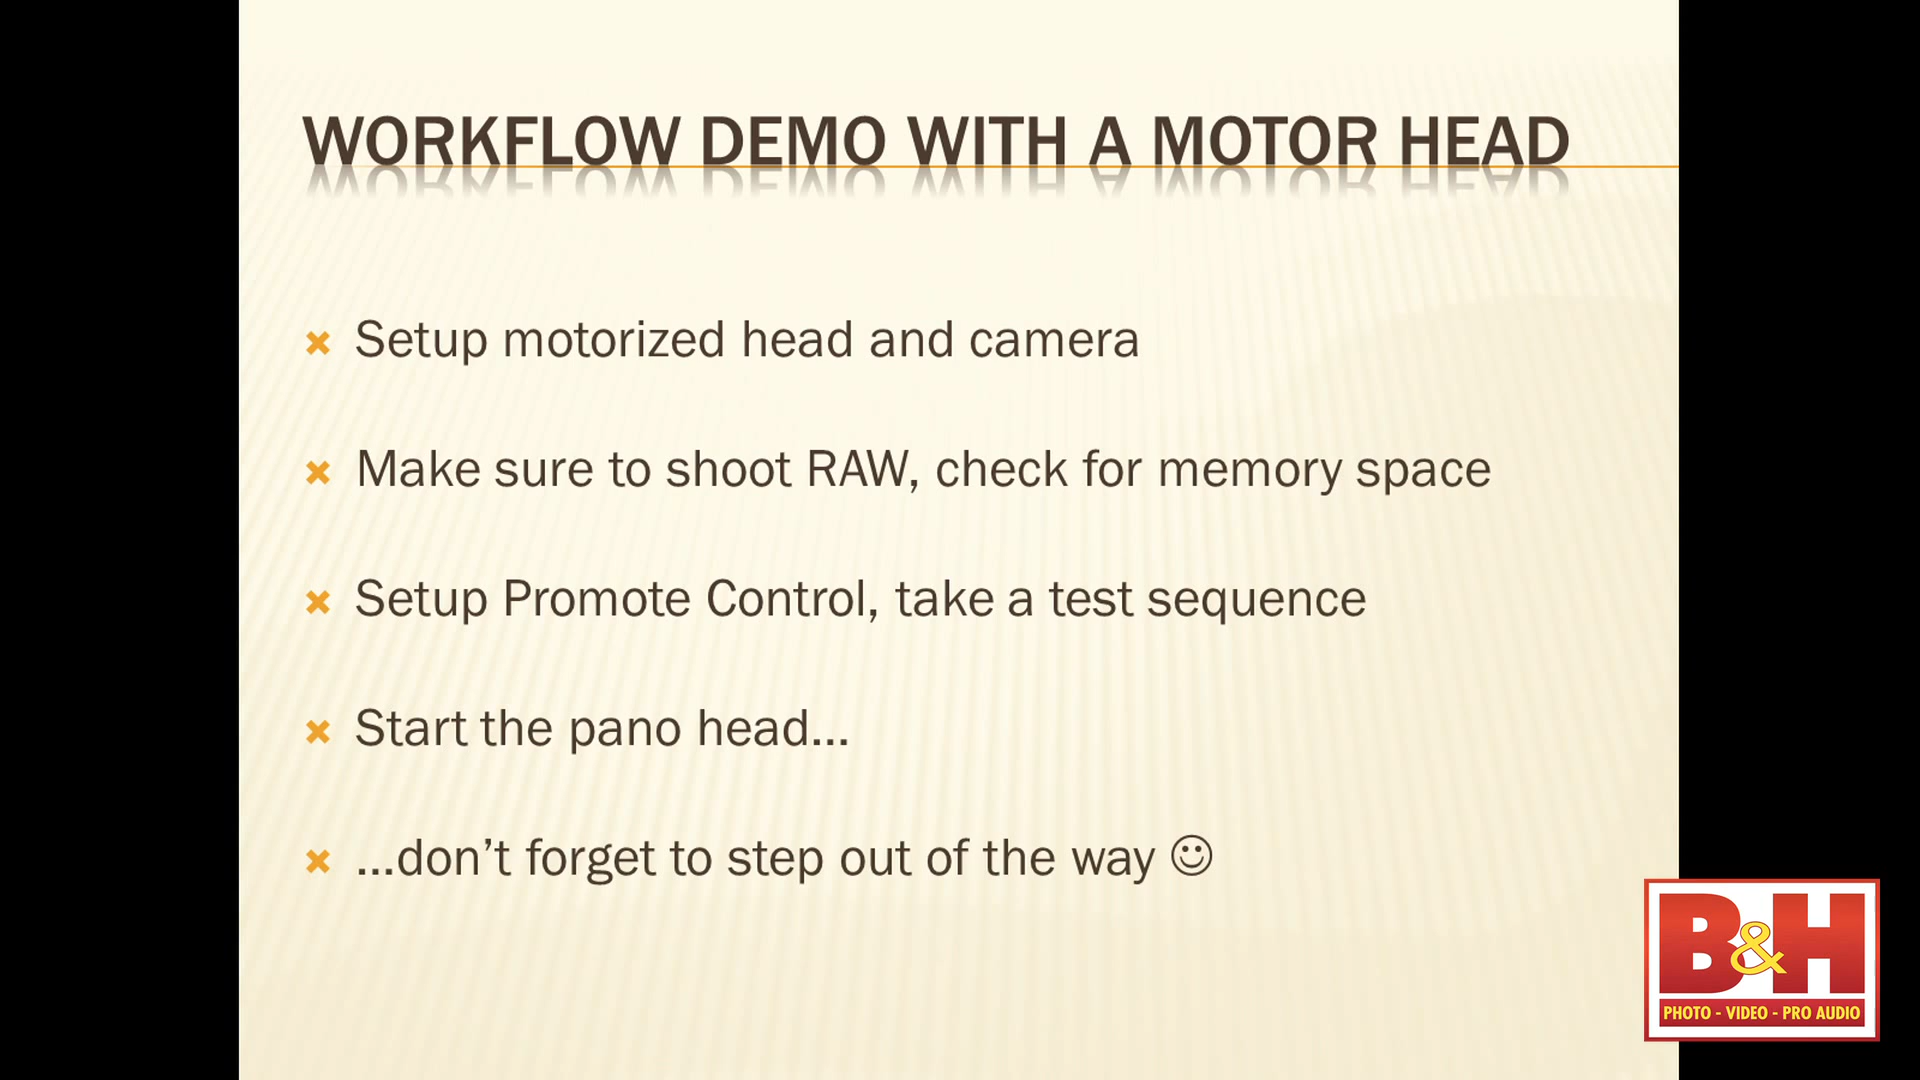 WORKFLOW DEMO WITH A MOTOR HEAD
Setup motorized head and camera
Make sure to shoot RAW, check for memory space
Setup Promote Control, take a test sequence
Start the pano head...
...don’t forget to step out of the way ☺
B&H
PHOTO - VIDEO - PRO AUDIO